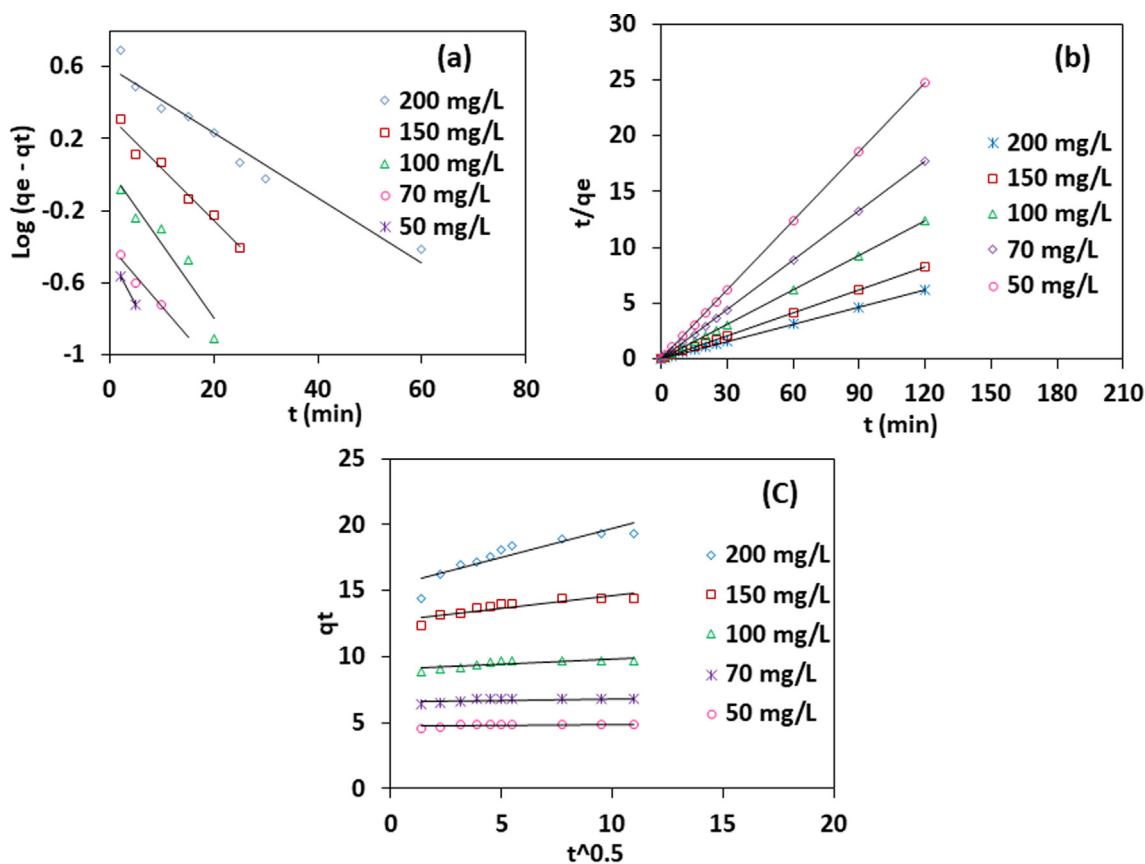 (a)
0.6
0.2
-0.2
-0.6
-1
Log (qe - qt)
200 mg/L
150 mg/L
100 mg/L
70 mg/L
50 mg/L
0
20
40
60
80
t (min)
(b)
30
25
20
15
10
5
0
t/qe
200 mg/L
150 mg/L
100 mg/L
70 mg/L
50 mg/L
0
30
60
90
120
150
180
210
t (min)
(C)
25
20
15
10
5
0
qt
200 mg/L
150 mg/L
100 mg/L
70 mg/L
50 mg/L
0
5
10
15
20
t^0.5